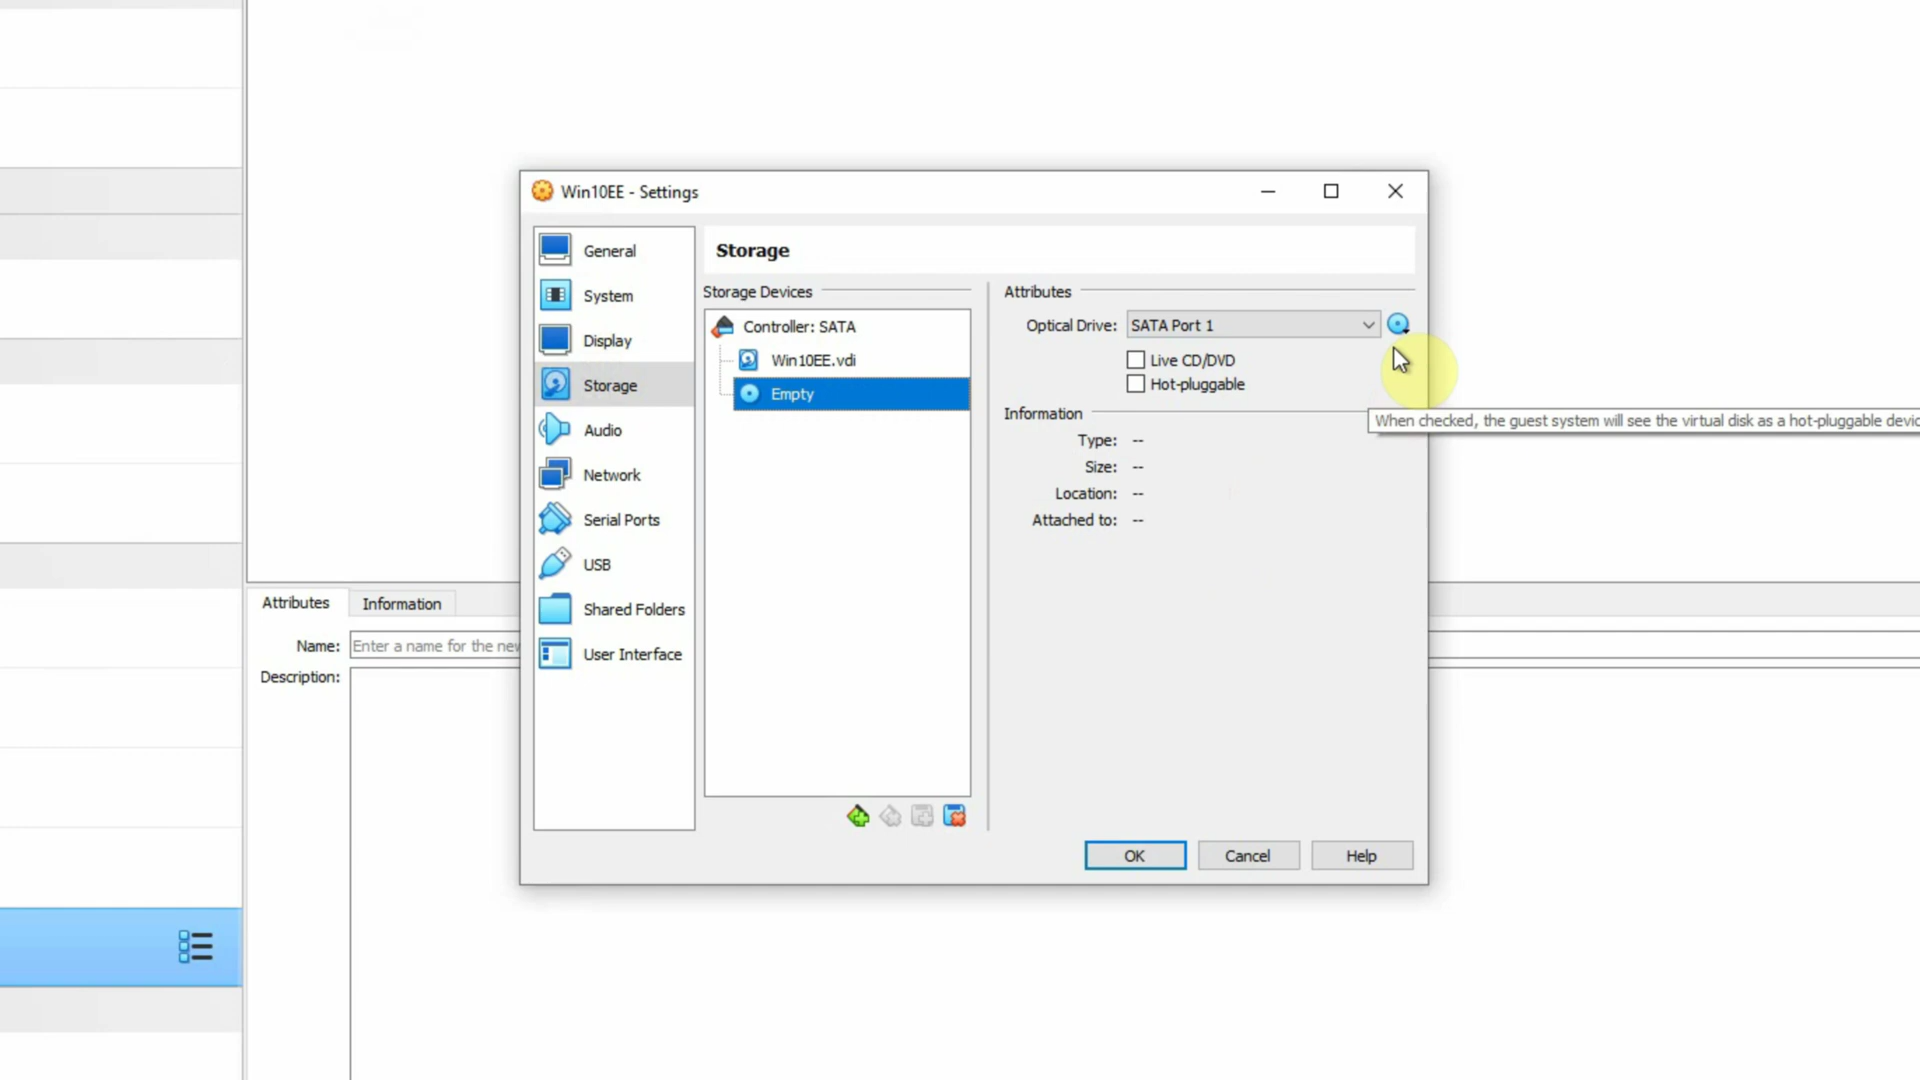 Win10EE - Settings
General
System
Display
Storage
Audio
Network
Serial Ports
USB
Shared Folders
User Interface
Storage
Storage Devices
Controller: SATA
Win10EE.vdi
Empty
Attributes
Optical Drive: SATA Port 1
Live CD/DVD
Hot-pluggable
When checked, the guest system will see the virtual disk as a hot-pluggable
Information
Type: --
Size: --
Location: --
Attached to: --
OK Cancel Help
Attributes Information
Name: Enter a name for the
Description: